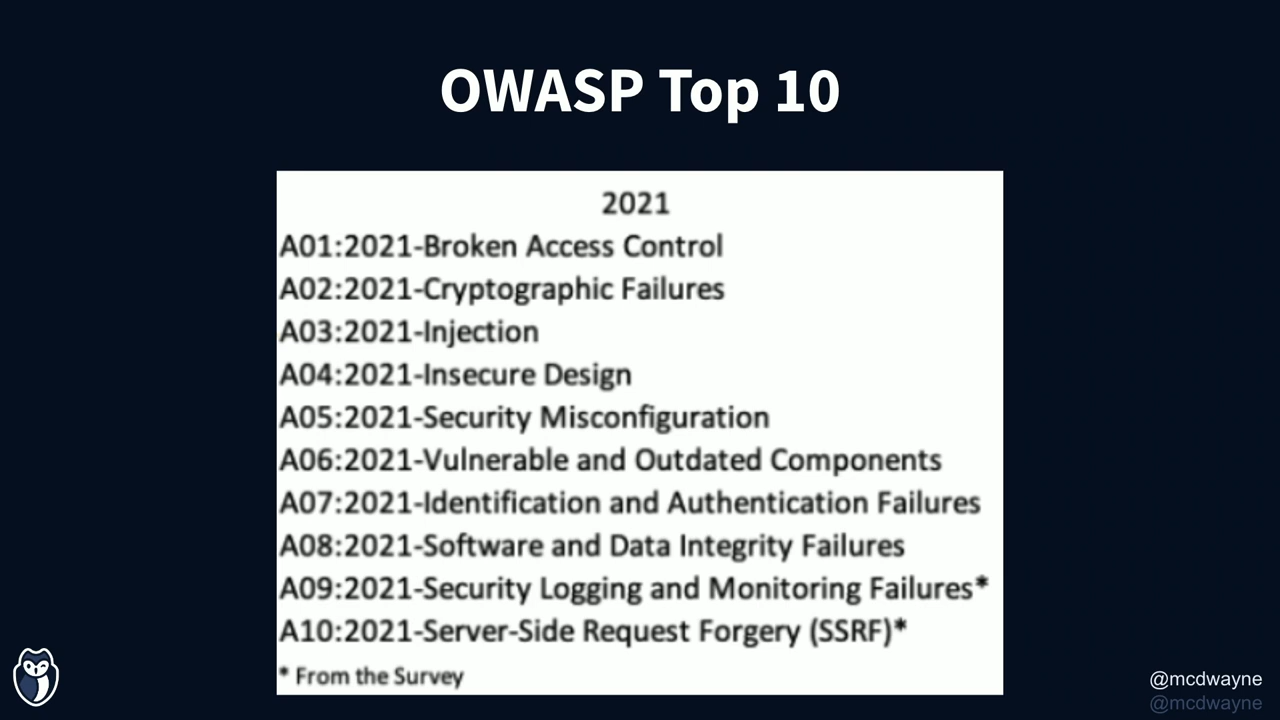 OWASP Top 10
2021
A01:2021-Broken Access Control
A02:2021-Cryptographic Failures
A03:2021-Injection
A04:2021-Insecure Design
A05:2021-Security Misconfiguration
A06:2021-Vulnerable and Outdated Components
A07:2021-Identification and Authentication Failures
A08:2021-Software and Data Integrity Failures
A09:2021-Security Logging and Monitoring Failures*
A10:2021-Server-Side Request Forgery (SSRF)*
* From the Survey
@mcdwayne
@mcdwayne